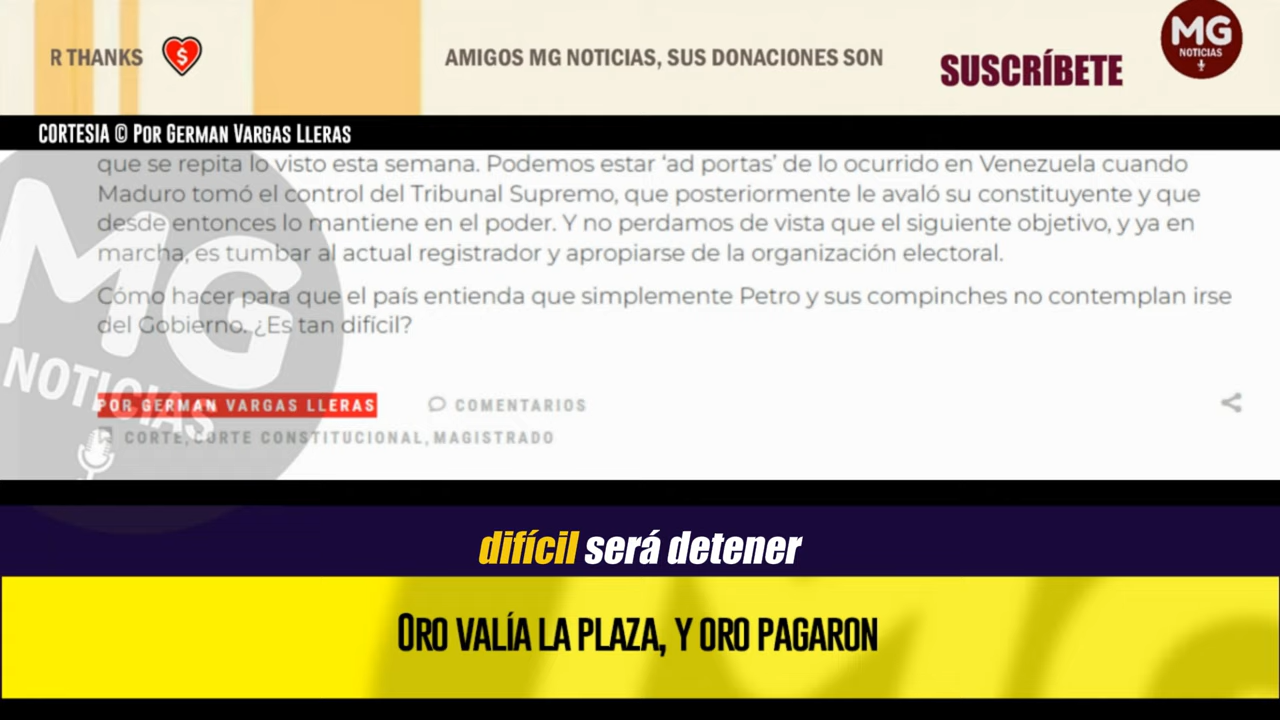 R THANKS
$
AMIGOS MG NOTICIAS, SUS DONACIONES SON
SUSCRÍBETE
MG
NOTICIAS
CORTESIA © POR GERMAN VARGAS LLERAS
que se repita lo visto esta semana. Podemos estar ‘ad portas’ de lo ocurrido en Venezuela cuando
Maduro tomó el control del Tribunal Supremo, que posteriormente le avaló su constituyente y que
desde entonces lo mantiene en el poder. Y no perdamos de vista que el siguiente objetivo, y ya en
marcha, es tumbar al actual registrador y apropiarse de la organización electoral.
Cómo hacer para que el país entienda que simplemente Petro y sus compinches no contemplan irse
del Gobierno. ¿Es tan difícil?
MG
NOTICIAS
POR GERMAN VARGAS LLERAS
COMENTARIOS
CORTE, CORTE CONSTITUCIONAL, MAGISTRADO
difícil será detener
ORO VALÍA LA PLAZA, Y ORO PAGARON